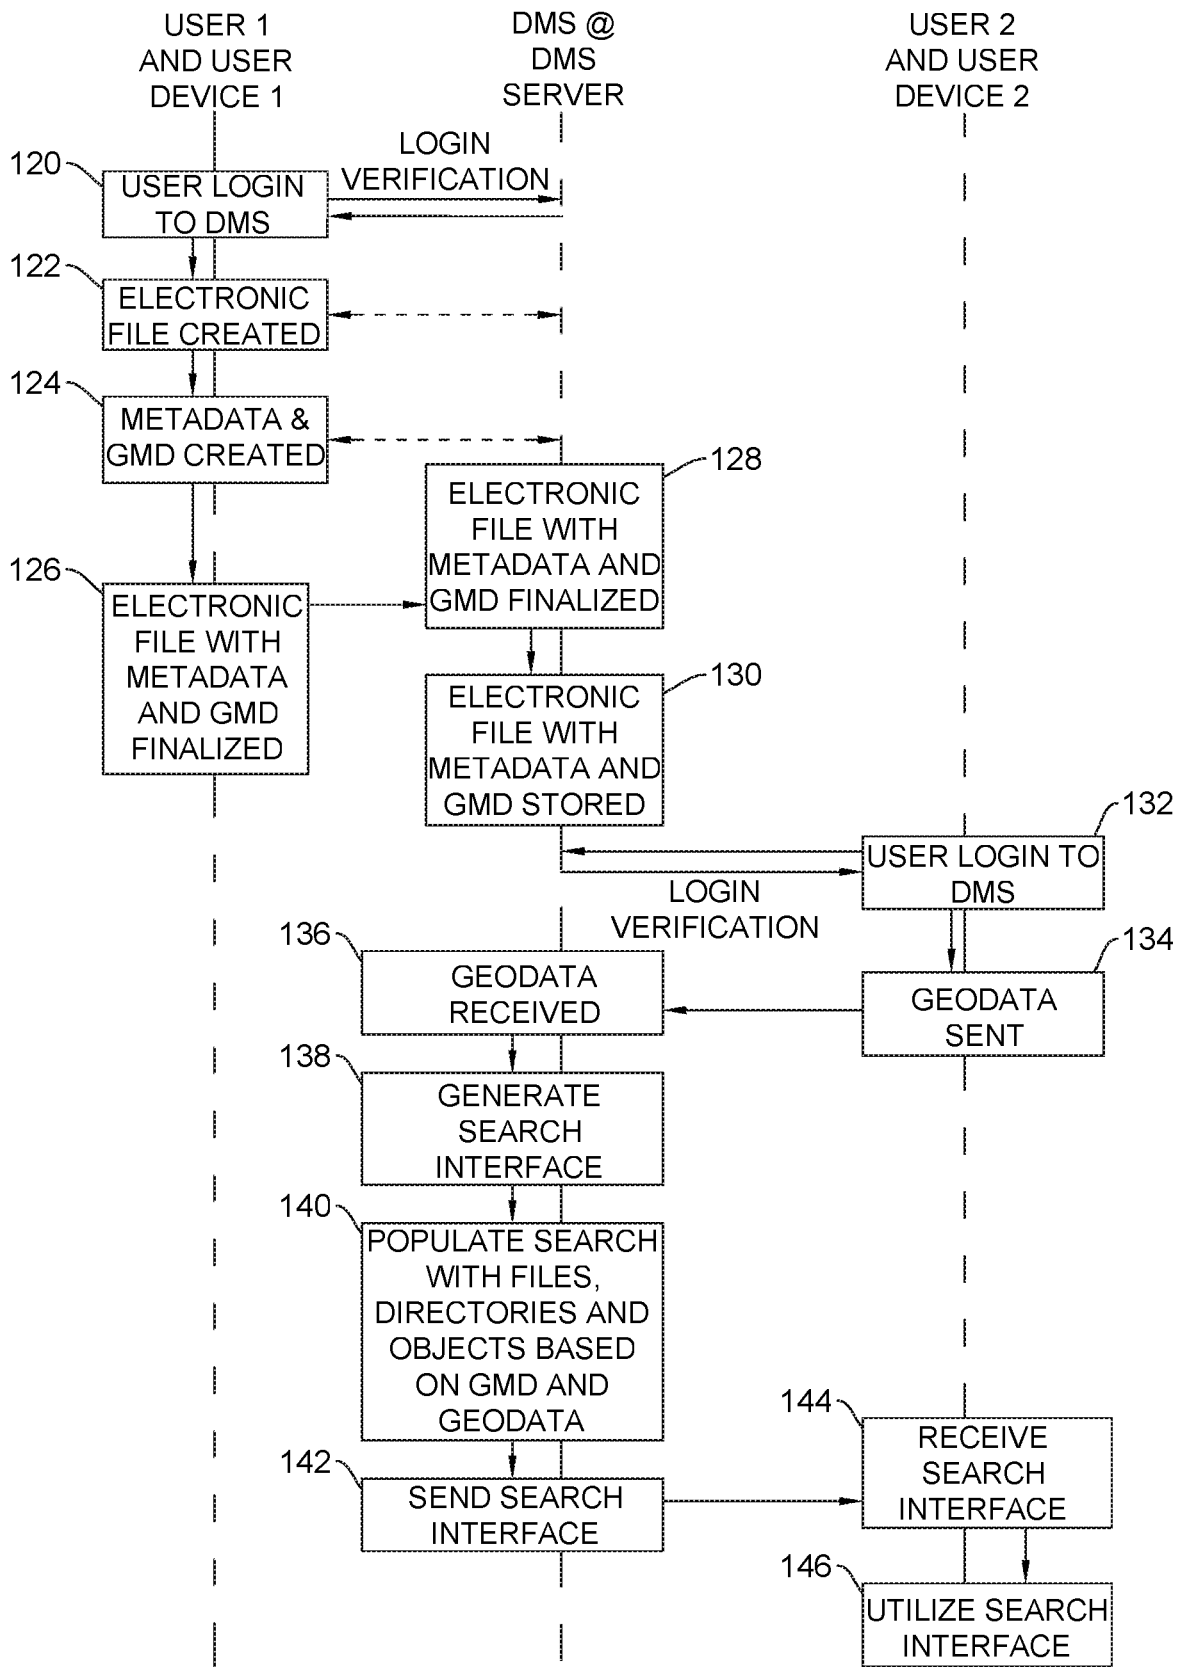 USER 1
AND USER
DEVICE 1
DMS @
DMS
SERVER
USER 2
AND USER
DEVICE 2
120
USER LOGIN
TO DMS
LOGIN
VERIFICATION
122
ELECTRONIC
FILE CREATED
124
METADATA &
GMD CREATED
126
ELECTRONIC
FILE WITH
METADATA
AND GMD
FINALIZED
128
ELECTRONIC
FILE WITH
METADATA AND
GMD FINALIZED
130
ELECTRONIC
FILE WITH
METADATA AND
GMD STORED
132
USER LOGIN TO
DMS
LOGIN
VERIFICATION
134
GEODATA
SENT
136
GEODATA
RECEIVED
138
GENERATE
SEARCH
INTERFACE
140
POPULATE SEARCH
WITH FILES,
DIRECTORIES AND
OBJECTS BASED
ON GMD AND
GEODATA
142
SEND SEARCH
INTERFACE
144
RECEIVE
SEARCH
INTERFACE
146
UTILIZE SEARCH
INTERFACE